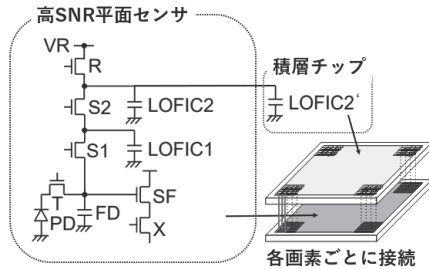 高SNR平面センサ
VR
R
積層チップ
S2
LOFIC2
LOFIC2‘
S1
LOFIC1
T
SF
PD
FD
X
各画素ごとに接続